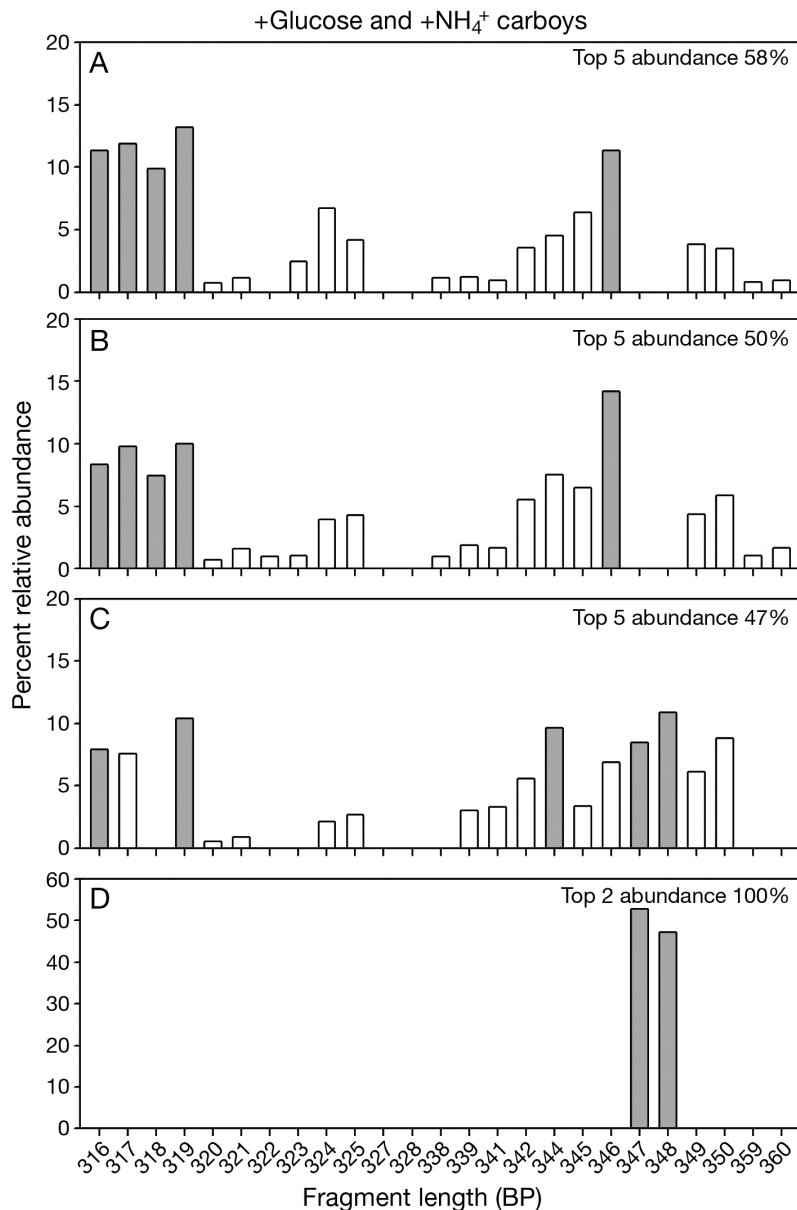 +Glucose and +NH₄⁺ carboys
A
Top 5 abundance 58%
20
15
10
5
0
B
Top 5 abundance 50%
20
15
10
5
0
C
Top 5 abundance 47%
20
15
10
5
0
D
Top 2 abundance 100%
60
50
40
30
20
10
0
Percent relative abundance
316 317 318 319 320 321 322 323 324 325 327 328 338 339 341 342 344 345 346 347 348 349 350 359 360
Fragment length (BP)